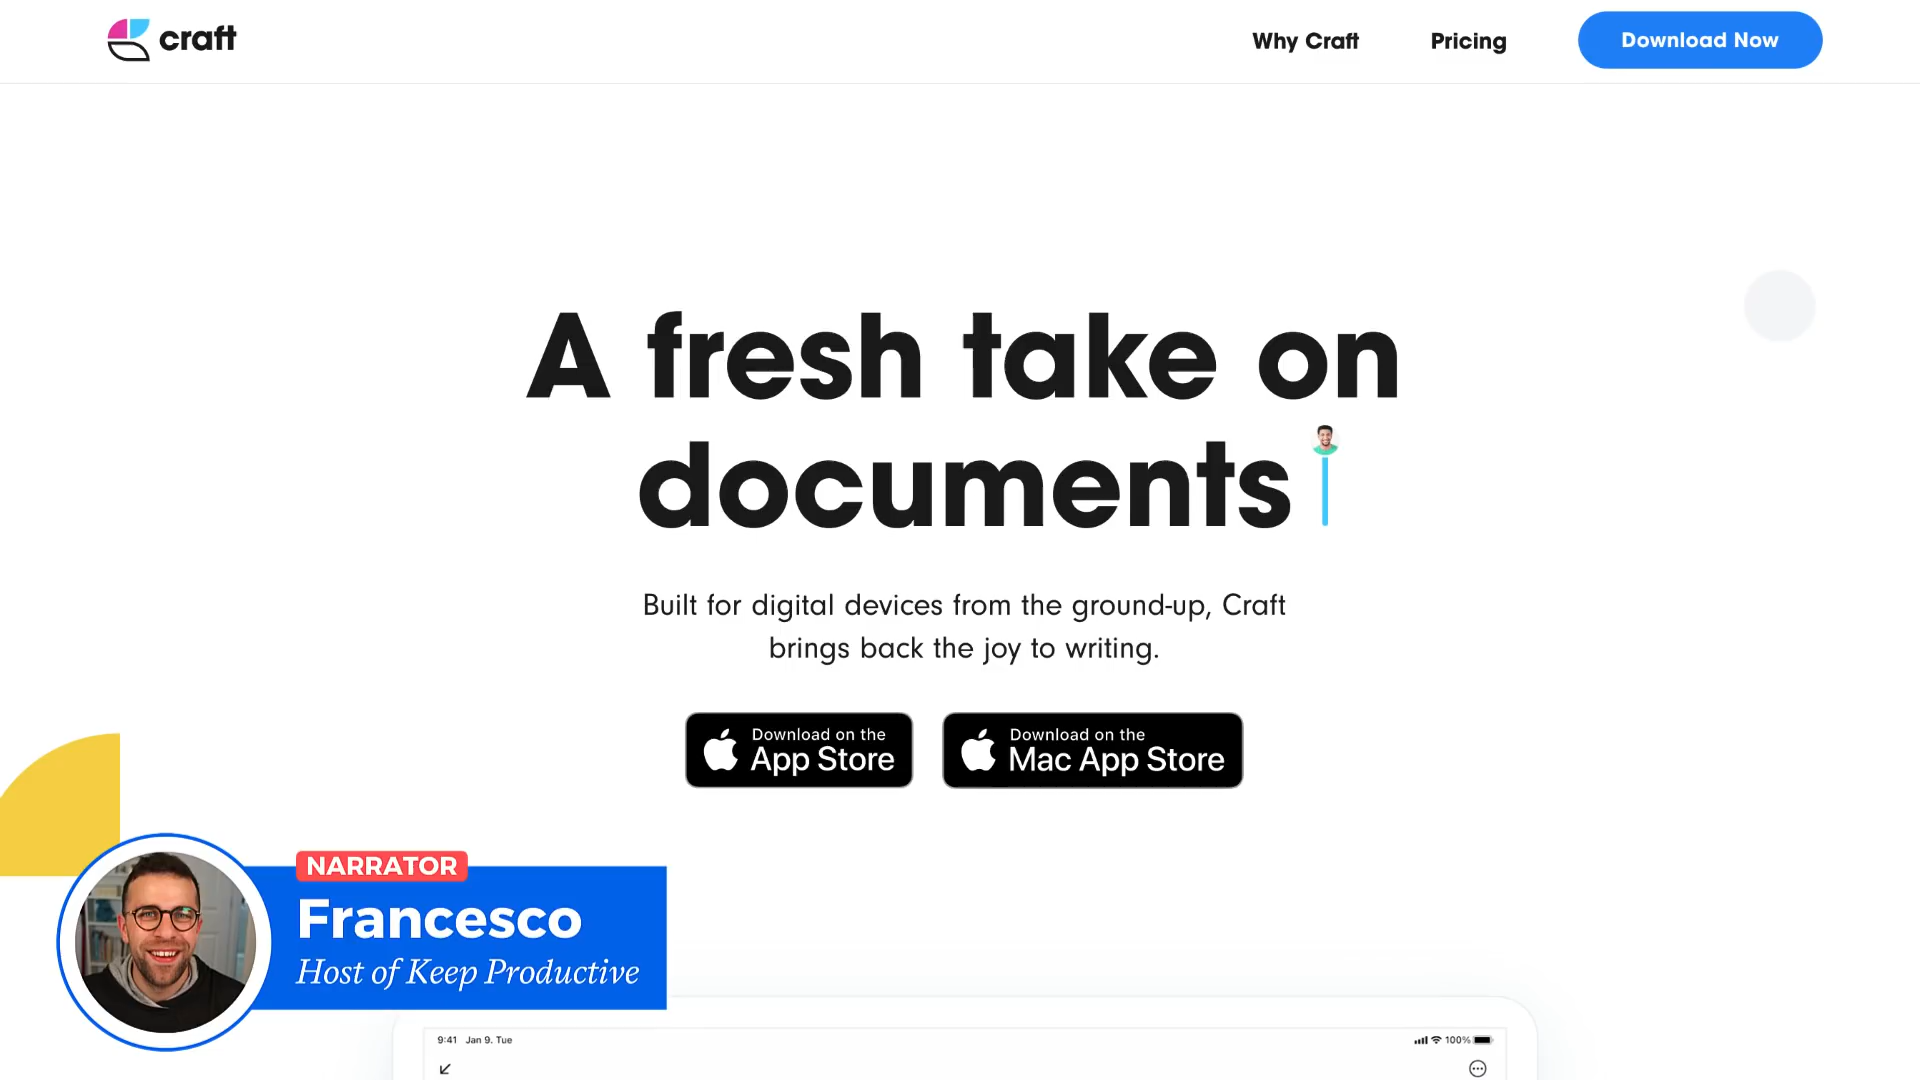 craft
Why Craft
Pricing
Download Now
A fresh take on
documents
Built for digital devices from the ground-up, Craft
brings back the joy to writing.
Download on the
App Store
Download on the
Mac App Store
NARRATOR
Francesco
Host of Keep Productive
9:41 Jan 9. Tue
100%